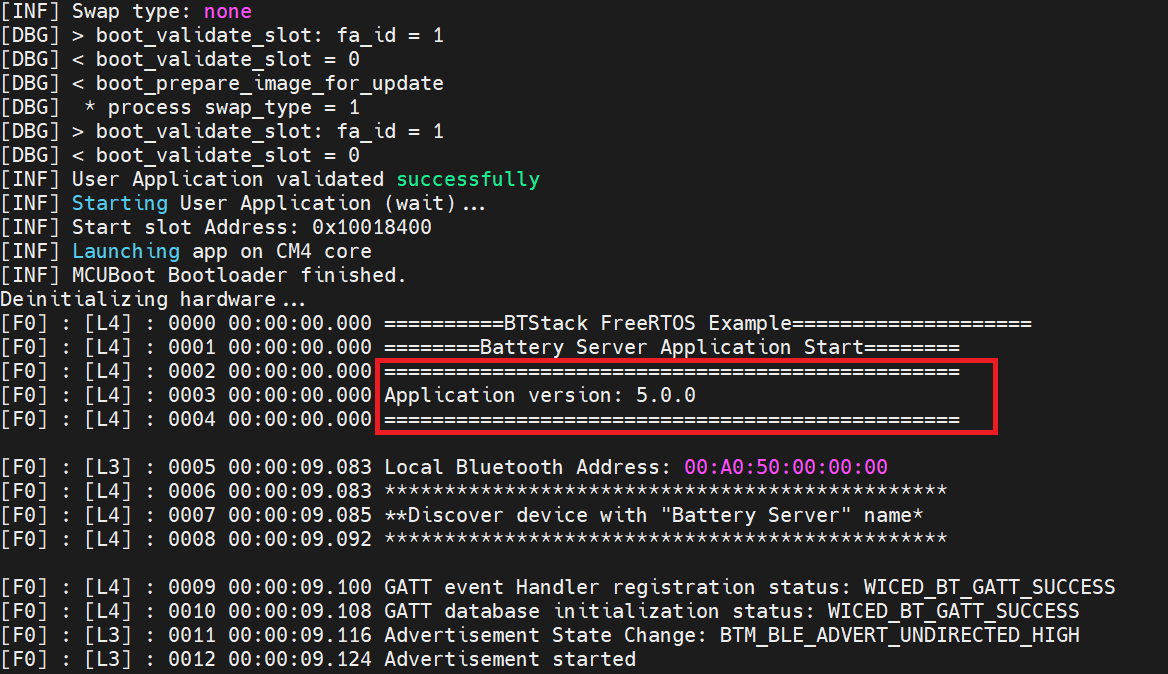 [INF] Swap type: none
[DBG] > boot_validate_slot: fa_id = 1
[DBG] < boot_validate_slot = 0
[DBG] < boot_prepare_image_for_update
[DBG]  * process swap_type = 1
[DBG] > boot_validate_slot: fa_id = 1
[DBG] < boot_validate_slot = 0
[INF] User Application validated successfully
[INF] Starting User Application (wait)...
[INF] Start slot Address: 0x10018400
[INF] Launching app on CM4 core
[INF] MCUBoot Bootloader finished.
Deinitializing hardware...
[F0] : [L4] : 0000 00:00:00.000 ==========BTStack FreeRTOS Example====================
[F0] : [L4] : 0001 00:00:00.000 ========Battery Server Application Start========
[F0] : [L4] : 0002 00:00:00.000 ================================================
[F0] : [L4] : 0003 00:00:00.000 Application version: 5.0.0
[F0] : [L4] : 0004 00:00:00.000 ================================================
[F0] : [L3] : 0005 00:00:09.083 Local Bluetooth Address: 00:A0:50:00:00:00
[F0] : [L4] : 0006 00:00:09.083 ***********************************************
[F0] : [L4] : 0007 00:00:09.085 **Discover device with "Battery Server" name*
[F0] : [L4] : 0008 00:00:09.092 ***********************************************
[F0] : [L4] : 0009 00:00:09.100 GATT event Handler registration status: WICED_BT_GATT_SUCCESS
[F0] : [L4] : 0010 00:00:09.108 GATT database initialization status: WICED_BT_GATT_SUCCESS
[F0] : [L3] : 0011 00:00:09.116 Advertisement State Change: BTM_BLE_ADVERT_UNDIRECTED_HIGH
[F0] : [L3] : 0012 00:00:09.124 Advertisement started